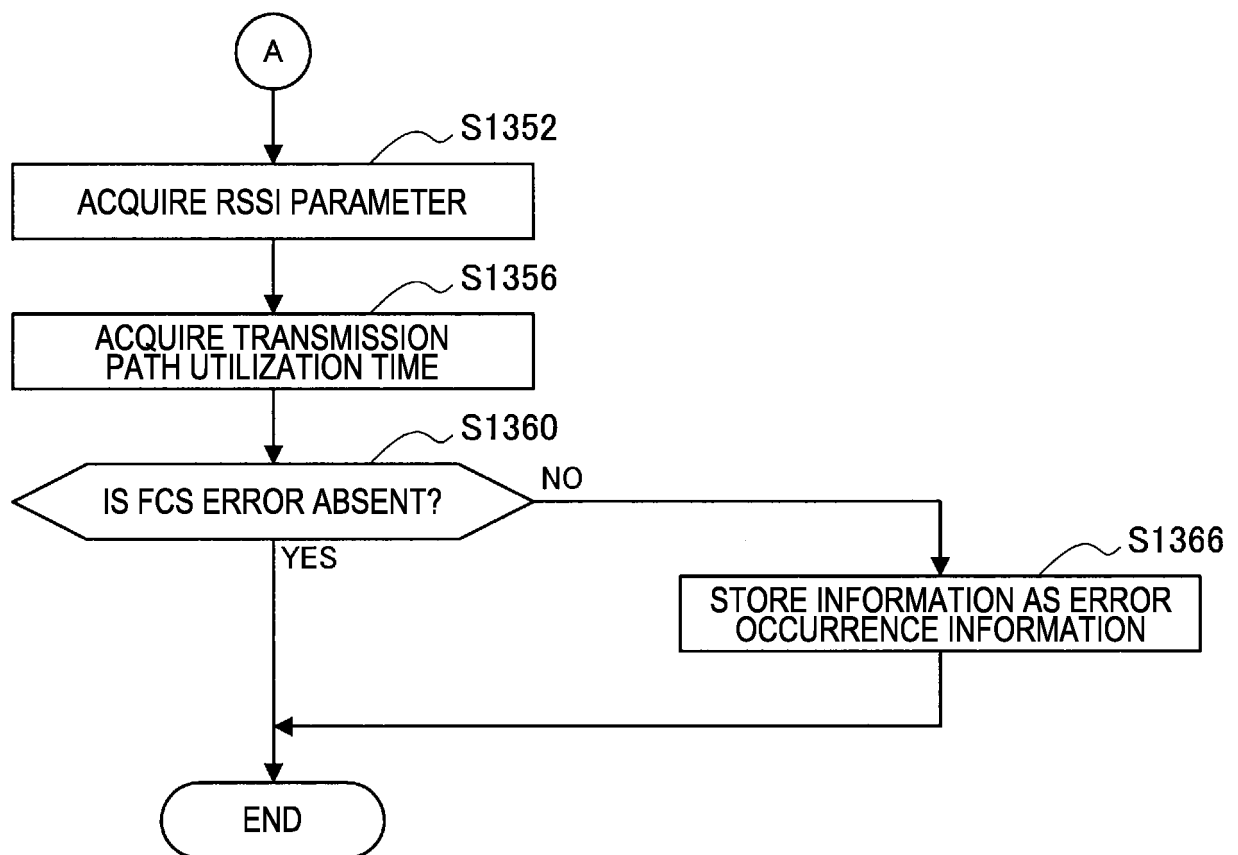 A
S1352
ACQUIRE RSSI PARAMETER
S1356
ACQUIRE TRANSMISSION
PATH UTILIZATION TIME
S1360
IS FCS ERROR ABSENT?
NO
YES
S1366
STORE INFORMATION AS ERROR
OCCURRENCE INFORMATION
END